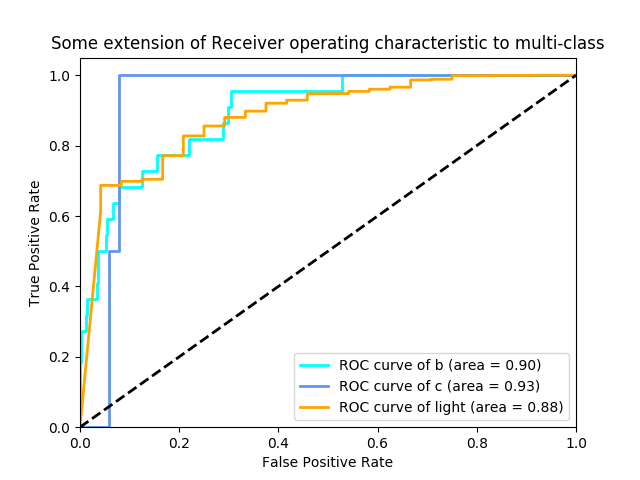 Some extension of Receiver operating characteristic to multi-class
1.0
0.8
0.6
0.4
0.2
0.0
True Positive Rate
ROC curve of b (area = 0.90)
ROC curve of c (area = 0.93)
ROC curve of light (area = 0.88)
0.0 0.2 0.4 0.6 0.8 1.0
False Positive Rate